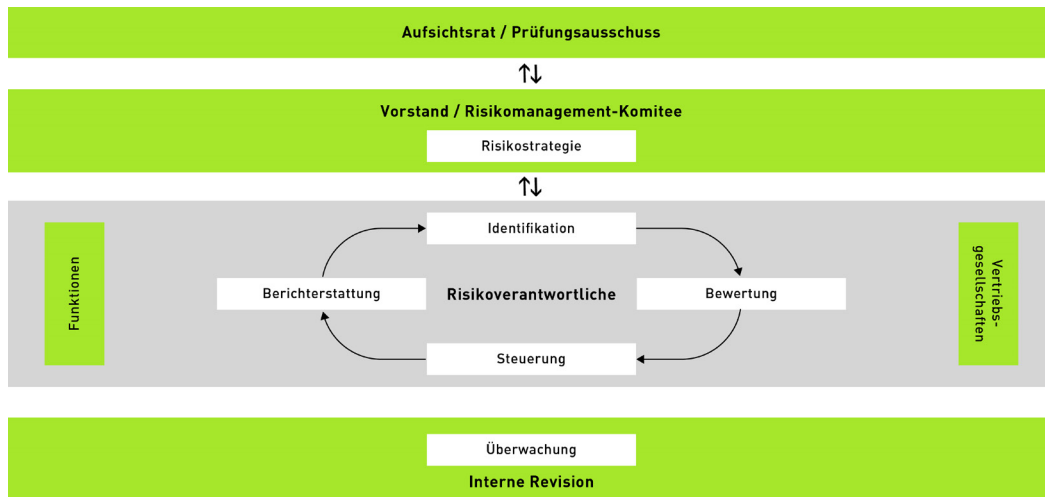 Aufsichtsrat / Prüfungsausschuss
↑↓
Vorstand / Risikomanagement-Komitee
Risikostrategie
↑↓
Funktionen
Identifikation
Berichterstattung
Risikoverantwortliche
Bewertung
Steuerung
Vertriebs-
gesellschaften
Überwachung
Interne Revision